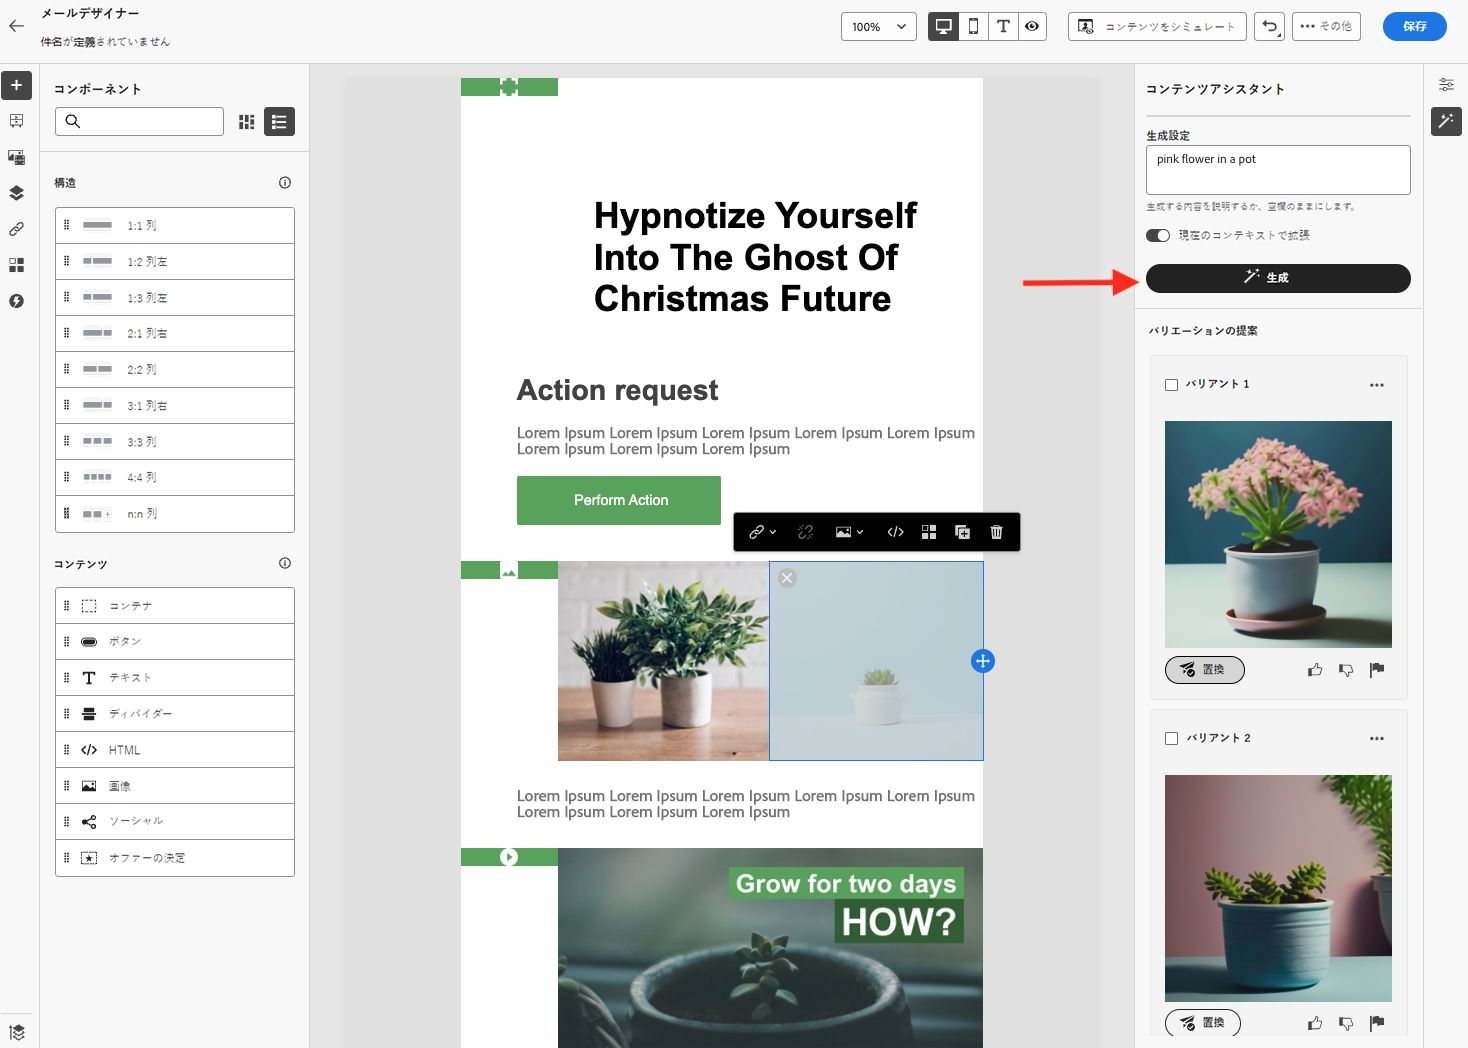 メールデザイナー
件名が定義されていません
100%
コンテンツをシミュレート
その他
保存
コンポーネント
構造
1:1 列
1:2 列左
1:3 列左
2:1 列右
2:2 列
3:1 列右
3:3 列
4:4 列
n:n 列
コンテンツ
コンテナ
ボタン
テキスト
ディバイダー
HTML
画像
ソーシャル
オファーの決定
Hypnotize Yourself
Into The Ghost Of
Christmas Future
Action request
Lorem Ipsum Lorem Ipsum Lorem Ipsum Lorem Ipsum Lorem Ipsum
Lorem Ipsum Lorem Ipsum Lorem Ipsum
Perform Action
Lorem Ipsum Lorem Ipsum Lorem Ipsum Lorem Ipsum Lorem Ipsum
Lorem Ipsum Lorem Ipsum Lorem Ipsum
Grow for two days
HOW?
コンテンツアシスタント
生成設定
pink flower in a pot
生成する内容を説明するか、空欄のままにします。
現在のコンテキストで拡張
生成
バリエーションの提案
バリアント 1
置換
バリアント 2
置換